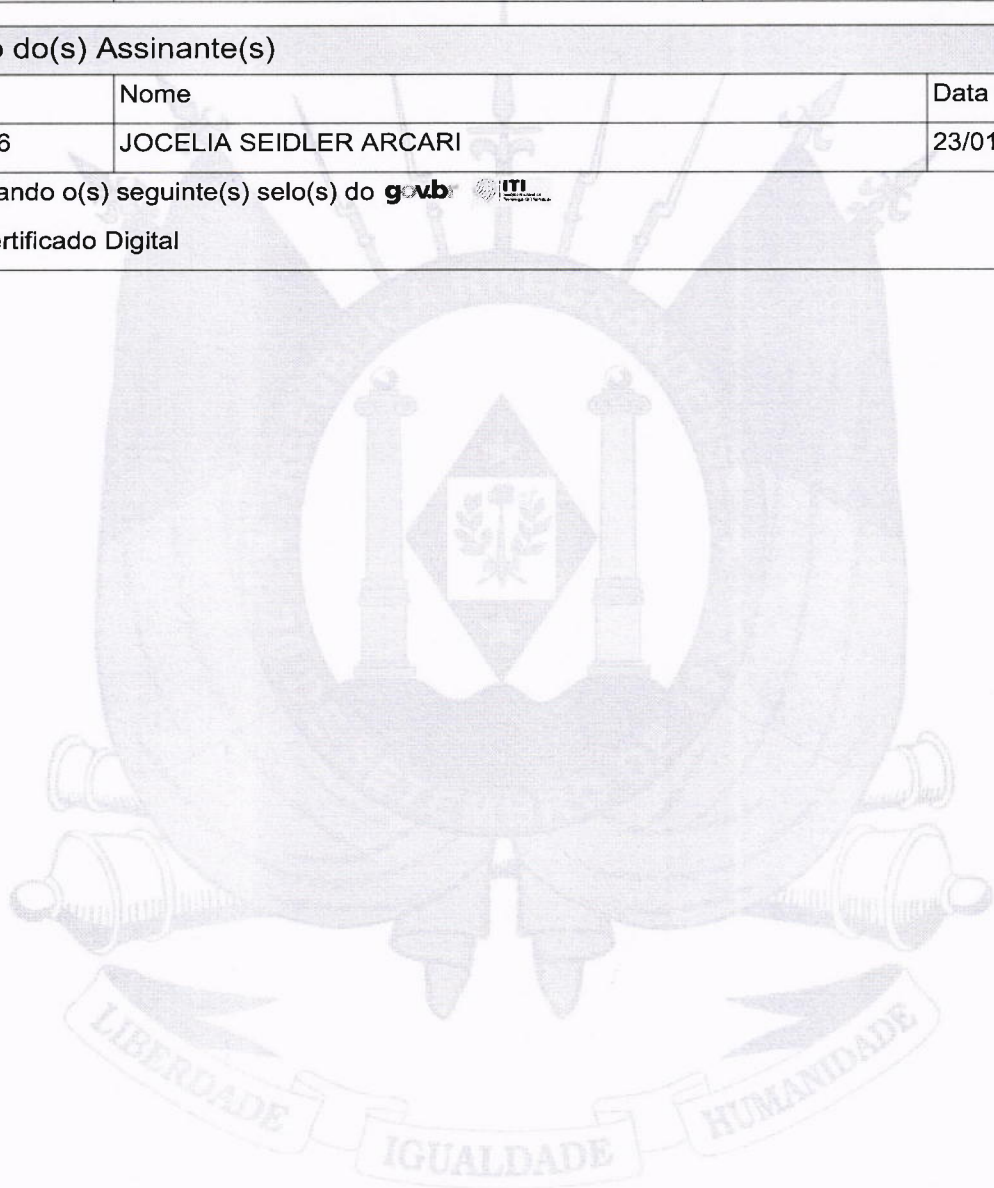 o do(s) Assinante(s)
Nome Data
6 JOCELIA SEIDLER ARCARI 23/01
ando o(s) seguinte(s) selo(s) do gov.br ITI
ertificado Digital
LIBERDADE IGUALDADE HUMANIDADE